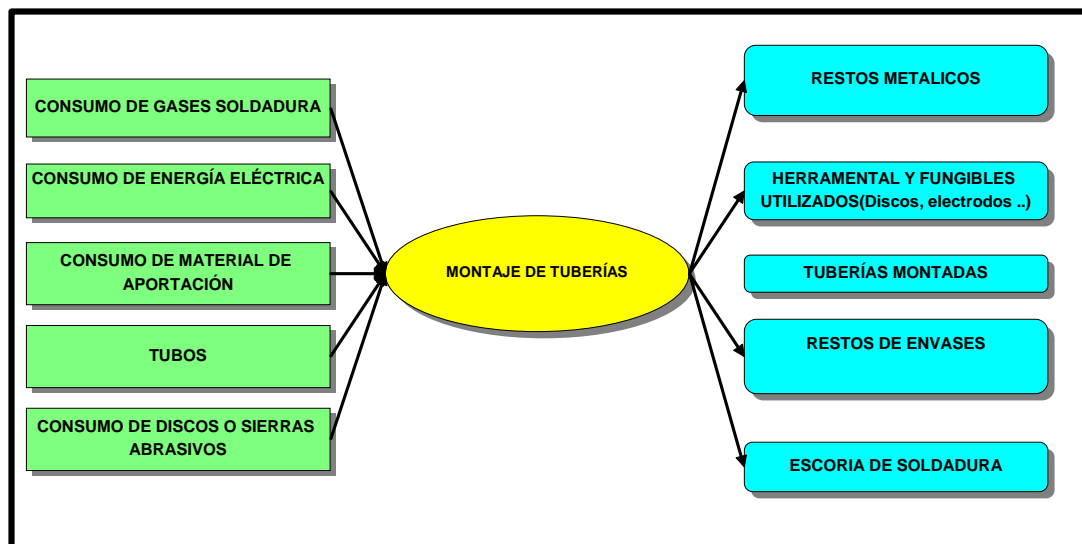 CONSUMO DE GASES SOLDADURA
CONSUMO DE ENERGÍA ELÉCTRICA
CONSUMO DE MATERIAL DE
APORTACIÓN
TUBOS
CONSUMO DE DISCOS O SIERRAS
ABRASIVOS
MONTAJE DE TUBERÍAS
RESTOS METALICOS
HERRAMENTAL Y FUNGIBLES
UTILIZADOS(Discos, electrodos ..)
TUBERÍAS MONTADAS
RESTOS DE ENVASES
ESCORIA DE SOLDADURA